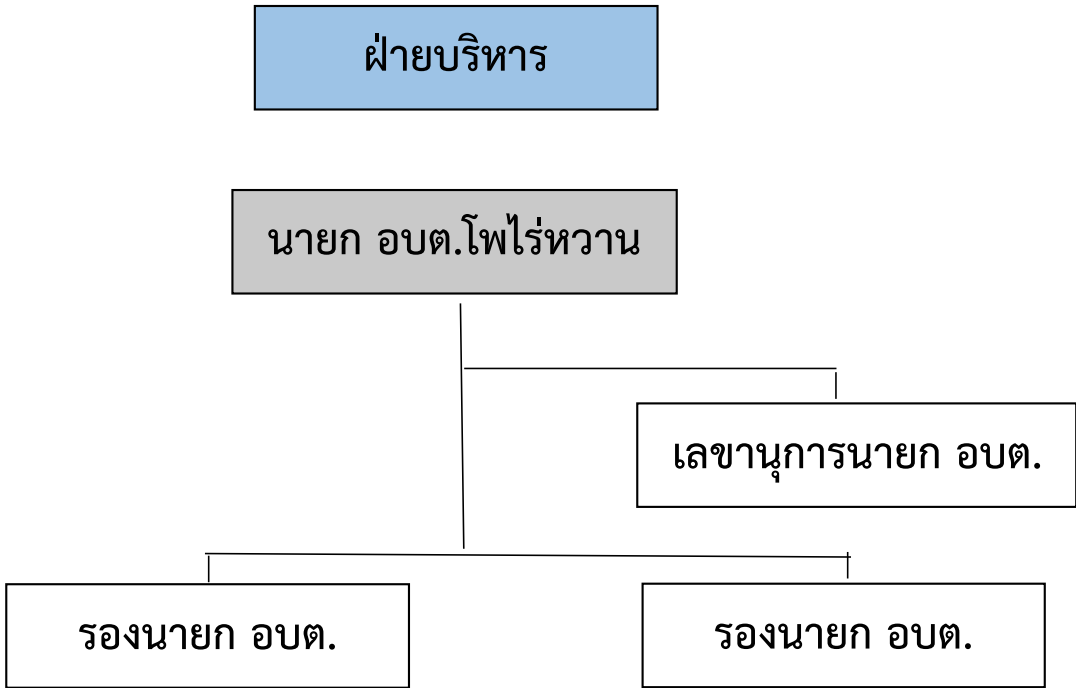 ฝ่ายบริหาร
นายก อบต.โพไร่หวาน
เลขานุการนายก อบต.
รองนายก อบต.
รองนายก อบต.